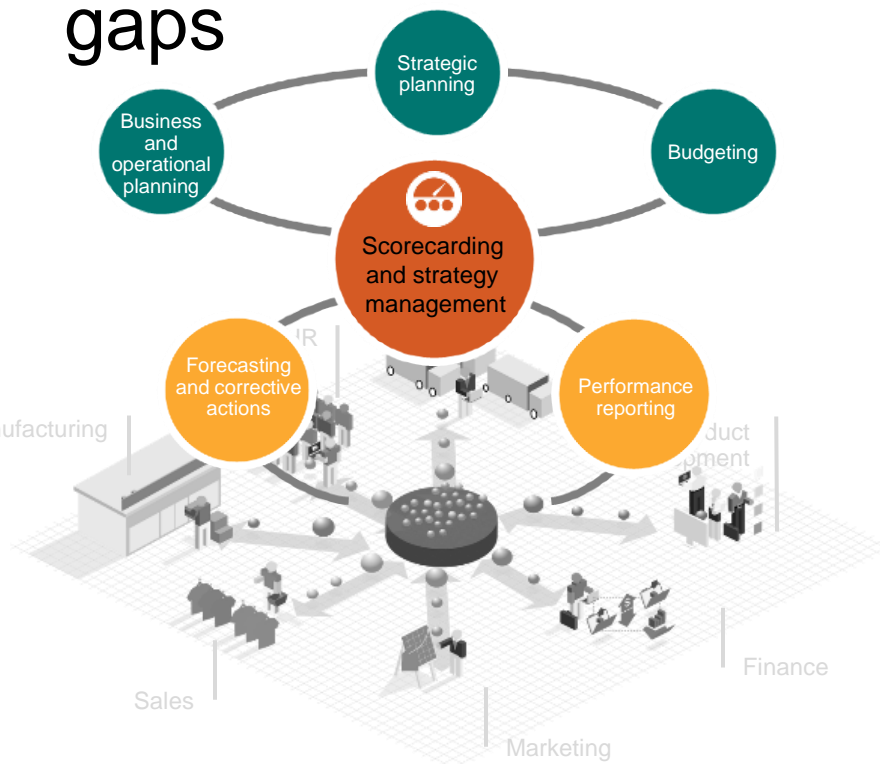 gaps
Strategic
planning
Business
and
operational
planning
Budgeting
Scorecarding
and strategy
management
Forecasting
and corrective
actions
Performance
reporting
Sales
Marketing
Finance